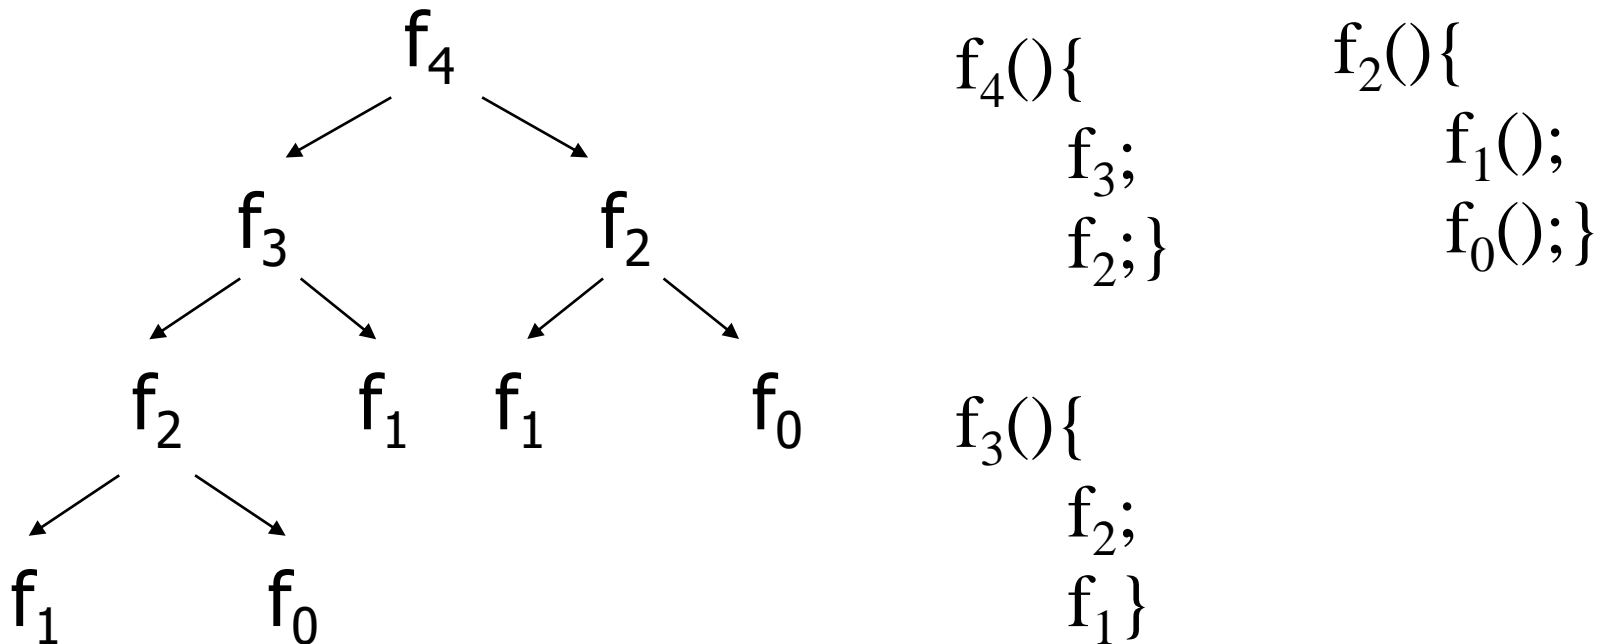 f₄
f₃ f₂
f₂ f₁ f₁ f₀
f₁ f₀
f₄(){
f₃;
f₂;}
f₃(){
f₂;
f₁}
f₂(){
f₁();
f₀();}